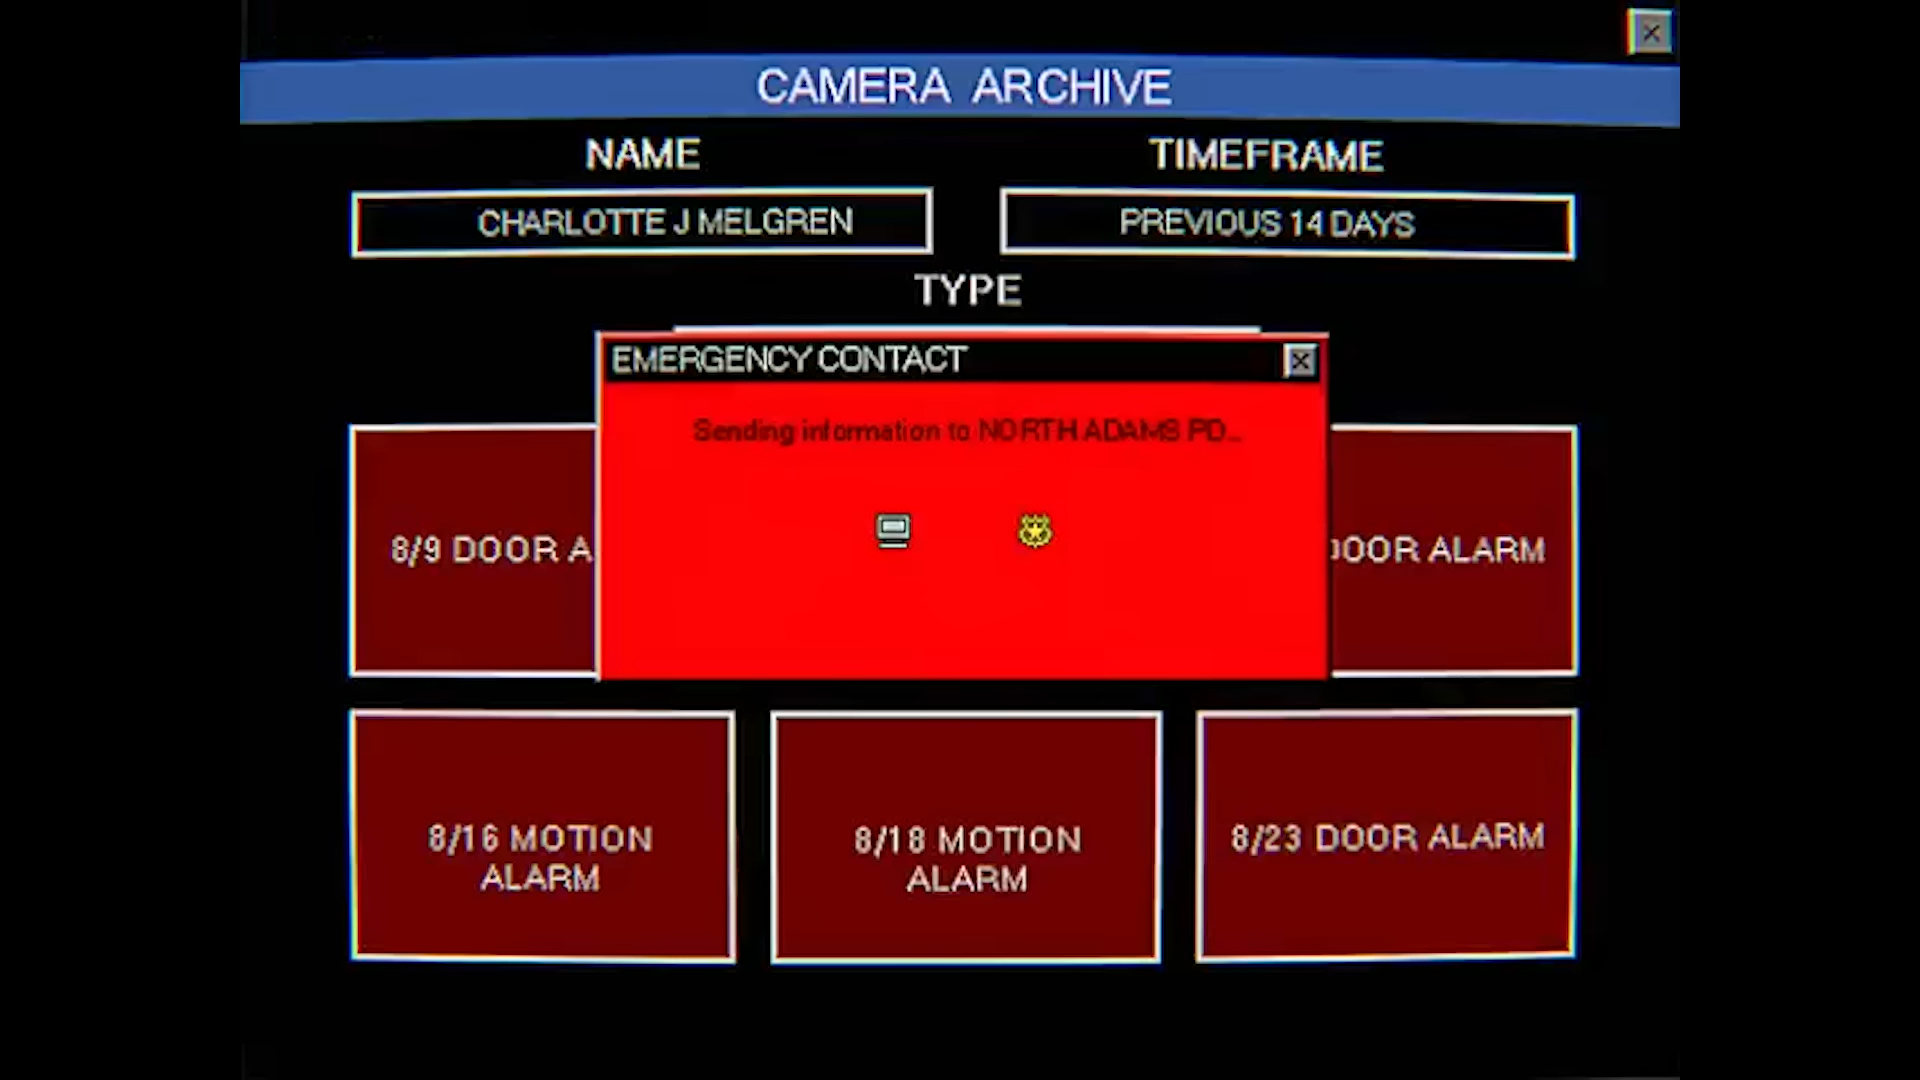 CAMERA ARCHIVE
NAME
TIMEFRAME
CHARLOTTE J MELGREN
PREVIOUS 14 DAYS
TYPE
EMERGENCY CONTACT
Sending information to NORTH ADAMS PD...
8/9 DOOR A
DOOR ALARM
8/16 MOTION
ALARM
8/18 MOTION
ALARM
8/23 DOOR ALARM